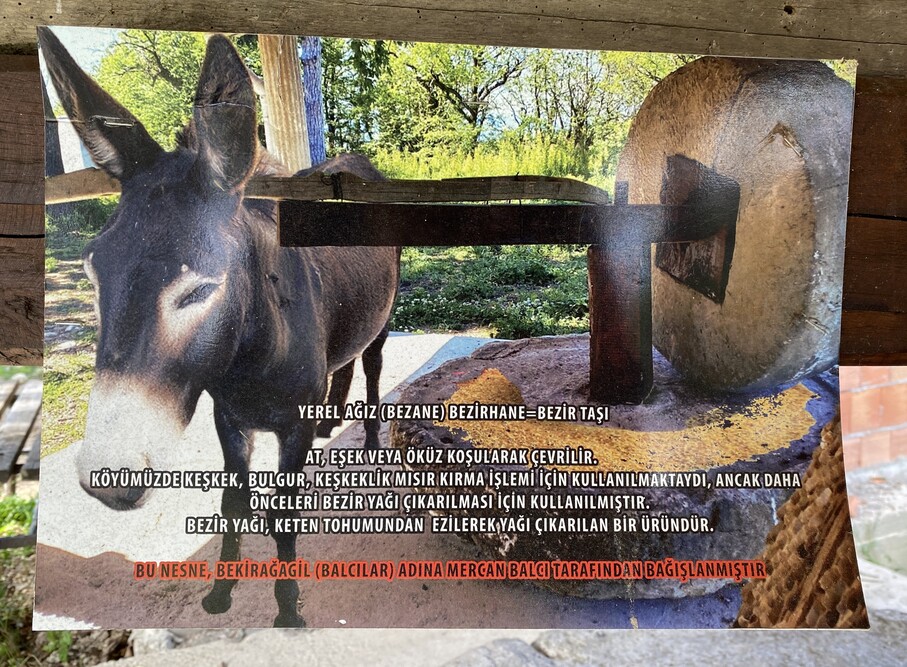 YEREL AĞIZ (BEZANE) BEZİRHANE=BEZİR TAŞI
AT, EŞEK VEYA ÖKÜZ KOŞULARAK ÇEVRİLİR.
KÖYÜMÜZDE KEŞKEK, BULGUR, KEŞKEKLİK MISIR KIRMA İŞLEMİ İÇİN KULLANILMAKTAYDI, ANCAK DAHA
ÖNCELERİ BEZİR YAĞI ÇIKARILMASI İÇİN KULLANILMIŞTIR.
BEZİR YAĞI, KETEN TOHUMUNDAN EZİLEREK YAĞI ÇIKARILAN BİR ÜRÜNDÜR.
BU NESNE, BEKİRAĞAGİL (BALCILAR) ADINA MERCAN BALCI TARAFINDAN BAĞIŞLANMIŞTIR